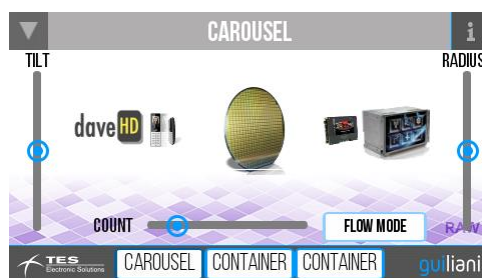 CAROUSEL i
TILT
RADIUS
dave HD
COUNT
FLOW MODE
RAW
TES
Electronic Solutions
CAROUSEL
CONTAINER
CONTAINER
guiliani